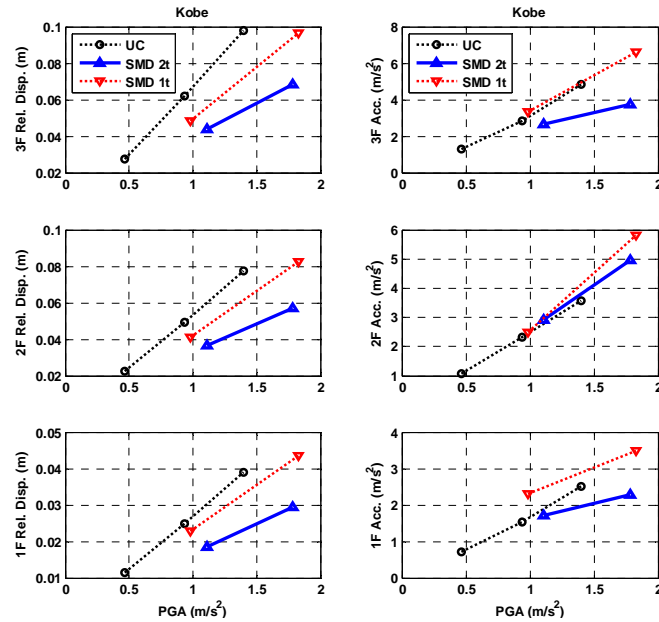 Kobe
0.1
0.08
0.06
0.04
0.02
3F Rel. Disp. (m)
UC
SMD 2t
SMD 1t
0 0.5 1 1.5 2
Kobe
8
6
4
2
0
3F Acc. (m/s²)
UC
SMD 2t
SMD 1t
0 0.5 1 1.5 2
0.1
0.08
0.06
0.04
0.02
2F Rel. Disp. (m)
0 0.5 1 1.5 2
6
5
4
3
2
1
2F Acc. (m/s²)
0 0.5 1 1.5 2
0.05
0.04
0.03
0.02
0.01
1F Rel. Disp. (m)
0 0.5 1 1.5 2
PGA (m/s²)
4
3
2
1
0
1F Acc. (m/s²)
0 0.5 1 1.5 2
PGA (m/s²)